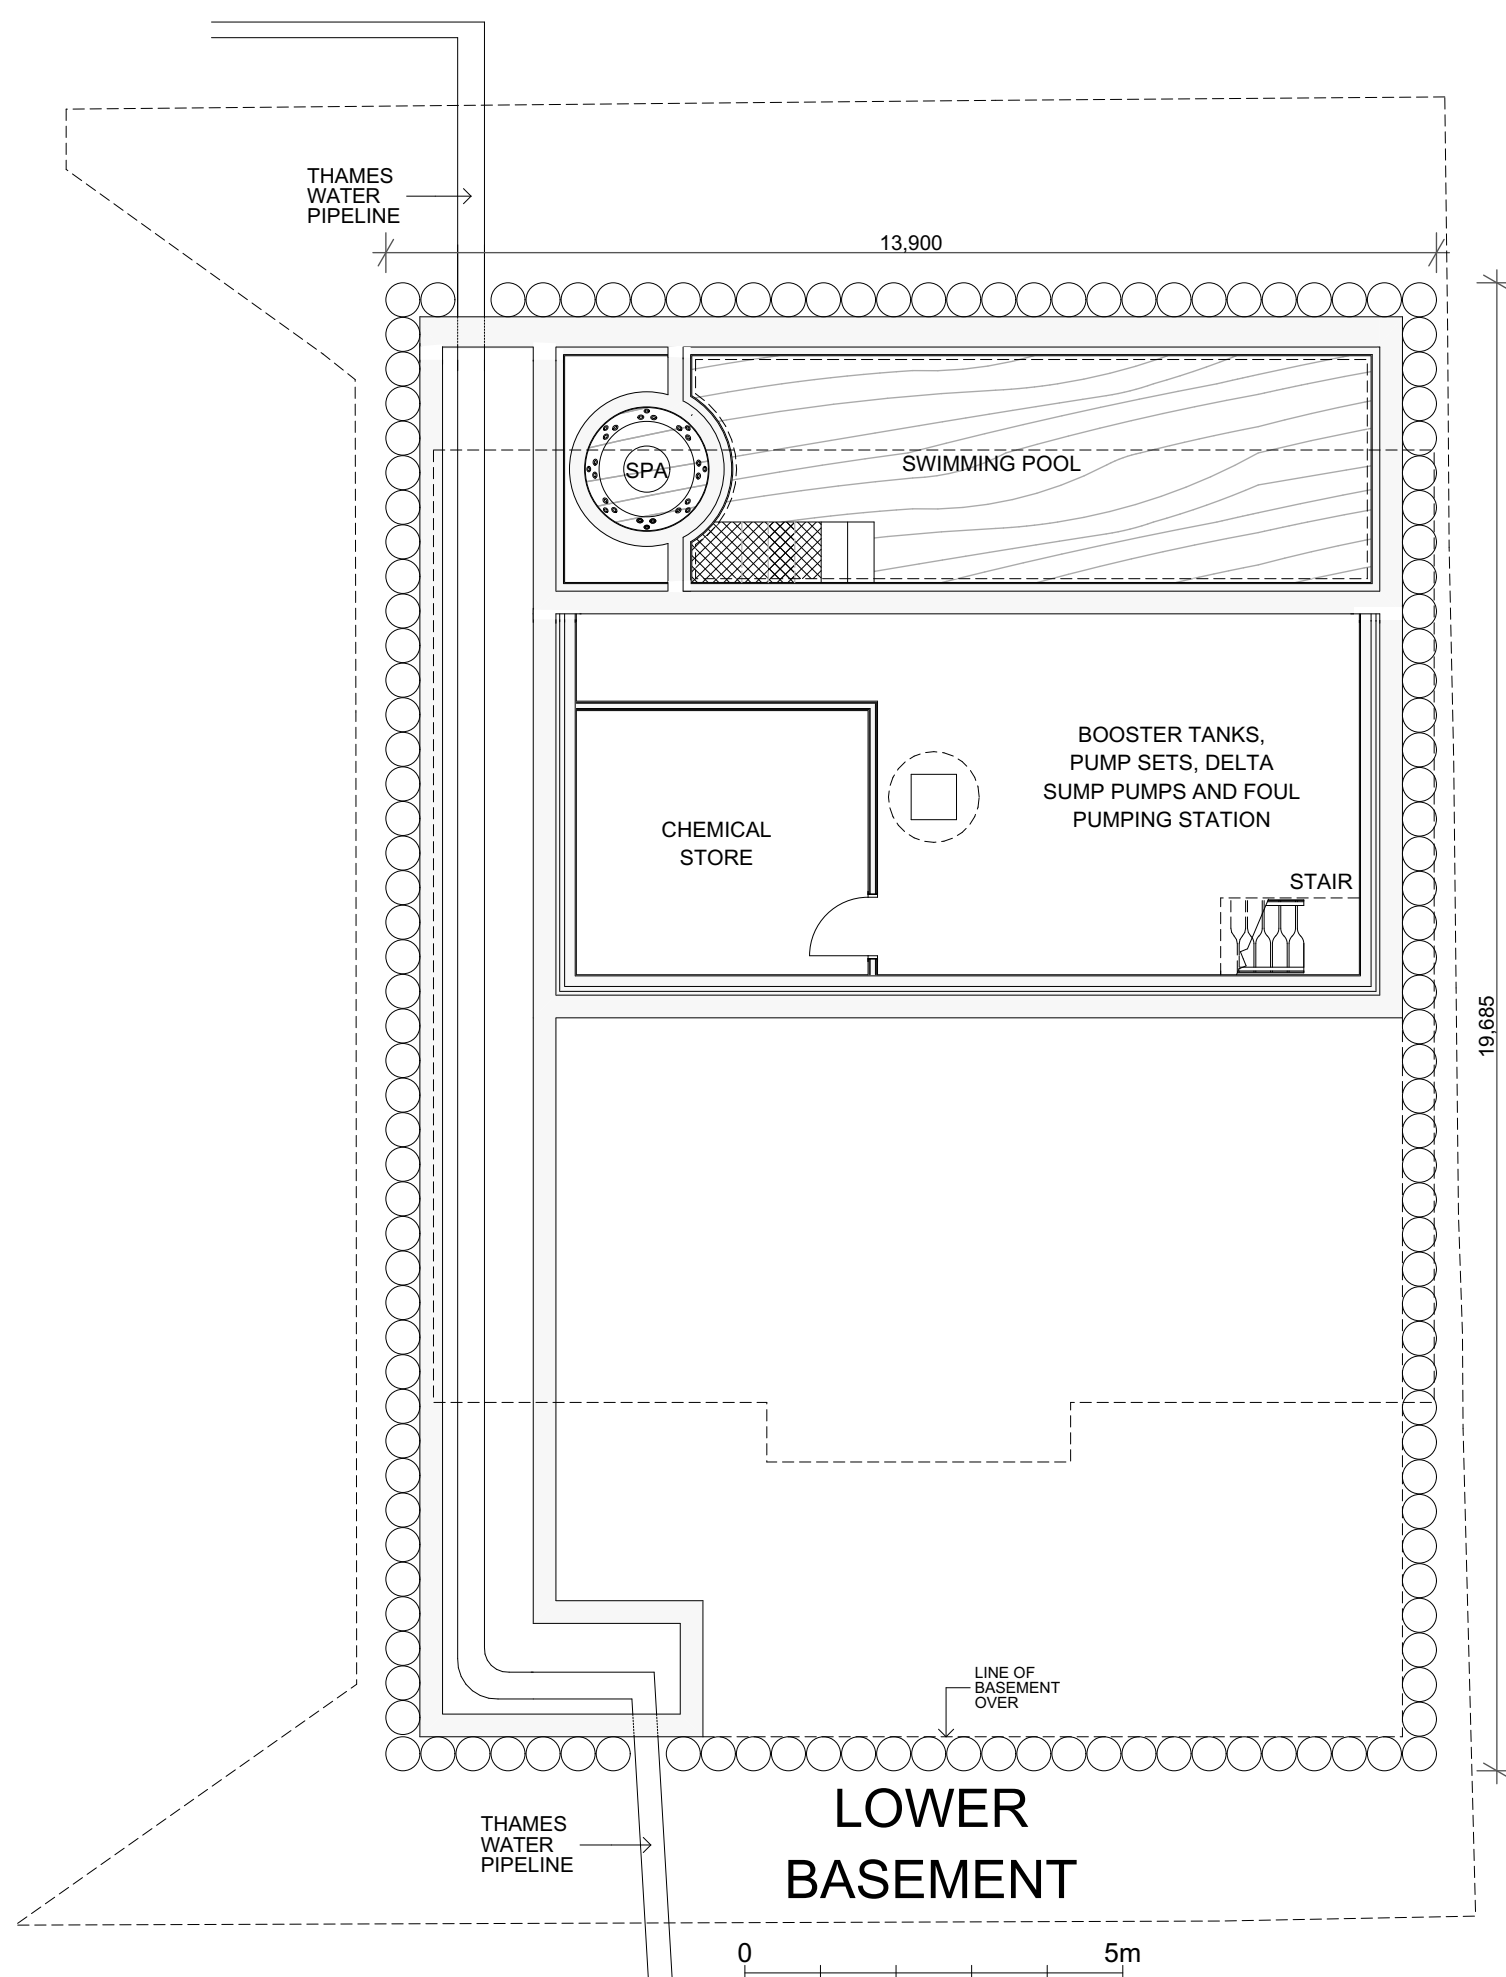 THAMES
WATER
PIPELINE
13,900
SPA
SWIMMING POOL
BOOSTER TANKS,
PUMP SETS, DELTA
SUMP PUMPS AND FOUL
PUMPING STATION
CHEMICAL
STORE
STAIR
19,685
LINE OF
BASEMENT
OVER
THAMES
WATER
PIPELINE
LOWER
BASEMENT
0 5m